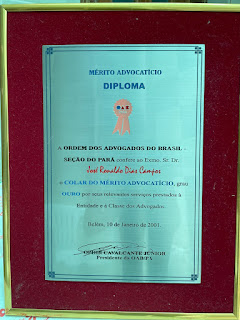 MÉRITO ADVOCATÍCIO
DIPLOMA
OAB
A ORDEM DOS ADVOGADOS DO BRASIL -
SEÇÃO DO PARÁ confere ao Exmo. Sr. Dr.
José Ronaldo Dias Campos
o COLAR DO MÉRITO ADVOCATÍCIO, grau
OURO por seus relevantes serviços prestados à
Entidade e à Classe dos Advogados.
Belém, 10 de Janeiro de 2001.
OPHIR CAVALCANTE JUNIOR
Presidente da OAB/PA